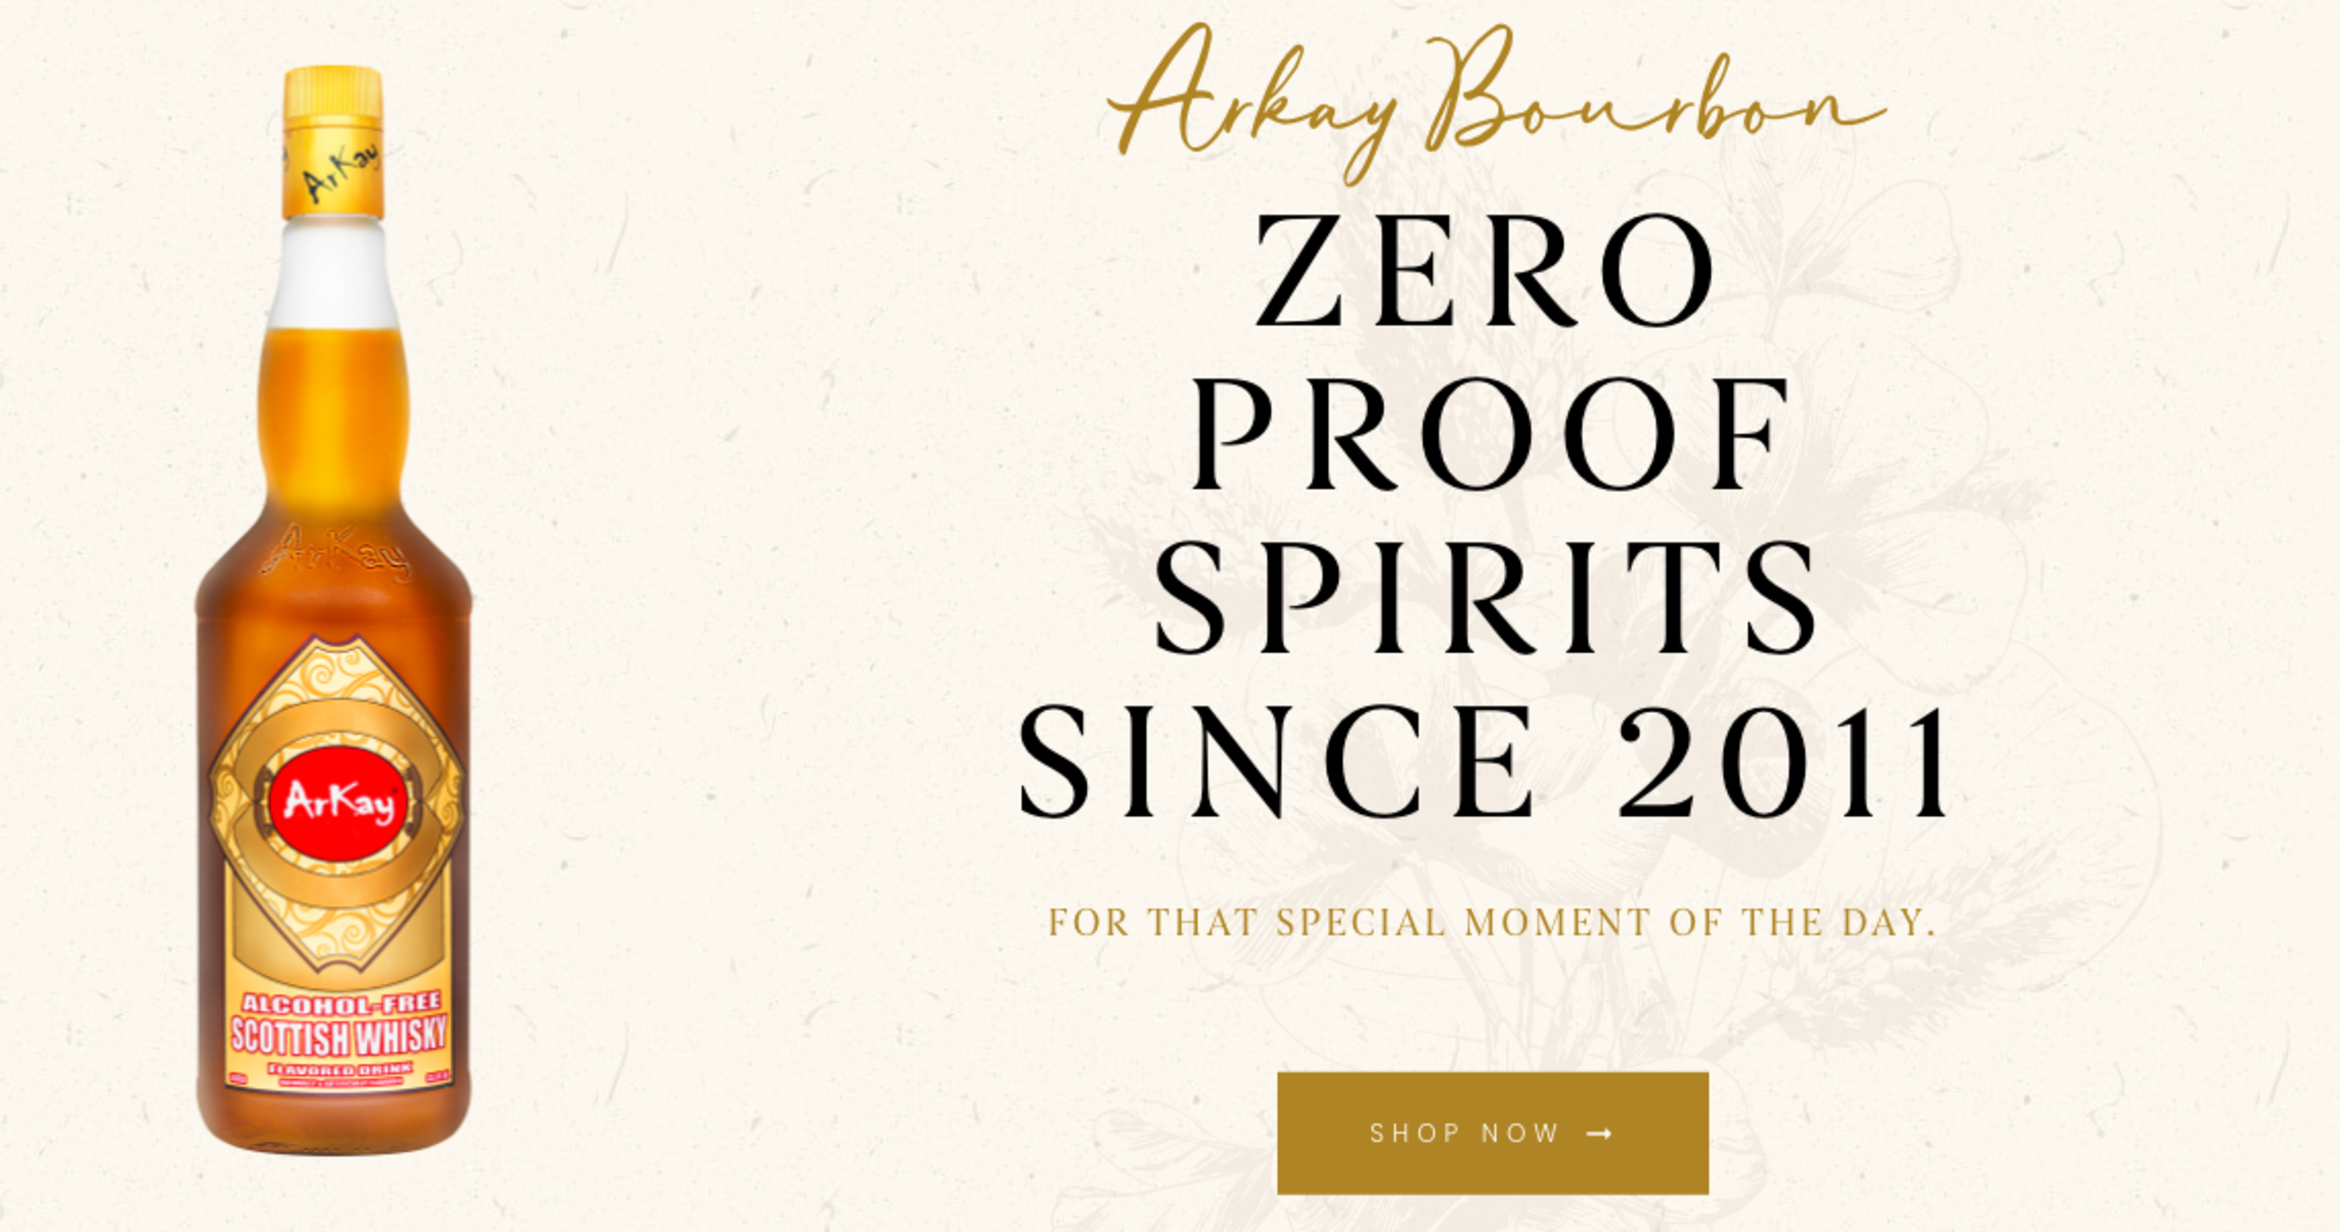 Arkay Bourbon
ZERO
PROOF
SPIRITS
SINCE 2011
FOR THAT SPECIAL MOMENT OF THE DAY.
SHOP NOW →
ArKay
ArKay
ArKay
ALCOHOL-FREE
SCOTTISH WHISKY
FLAVORED DRINK